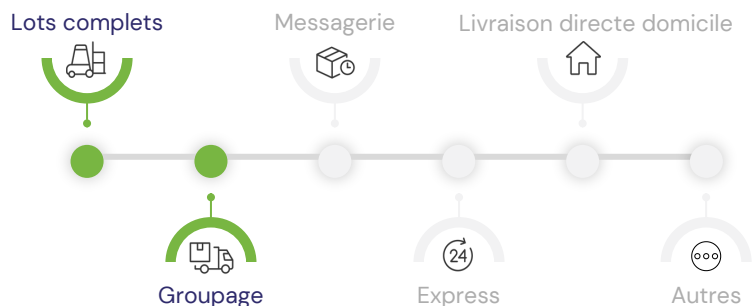 Lots complets
Messagerie
Livraison directe domicile
24
Groupage
Express
Autres